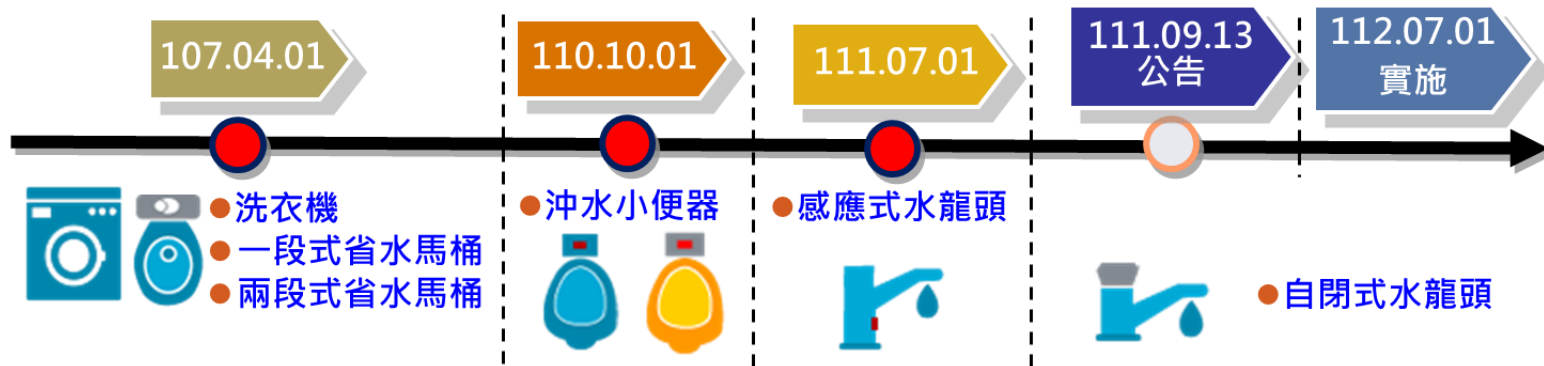 107.04.01
110.10.01
111.07.01
111.09.13
公告
112.07.01
實施
洗衣機
一段式省水馬桶
兩段式省水馬桶
沖水小便器
感應式水龍頭
自閉式水龍頭